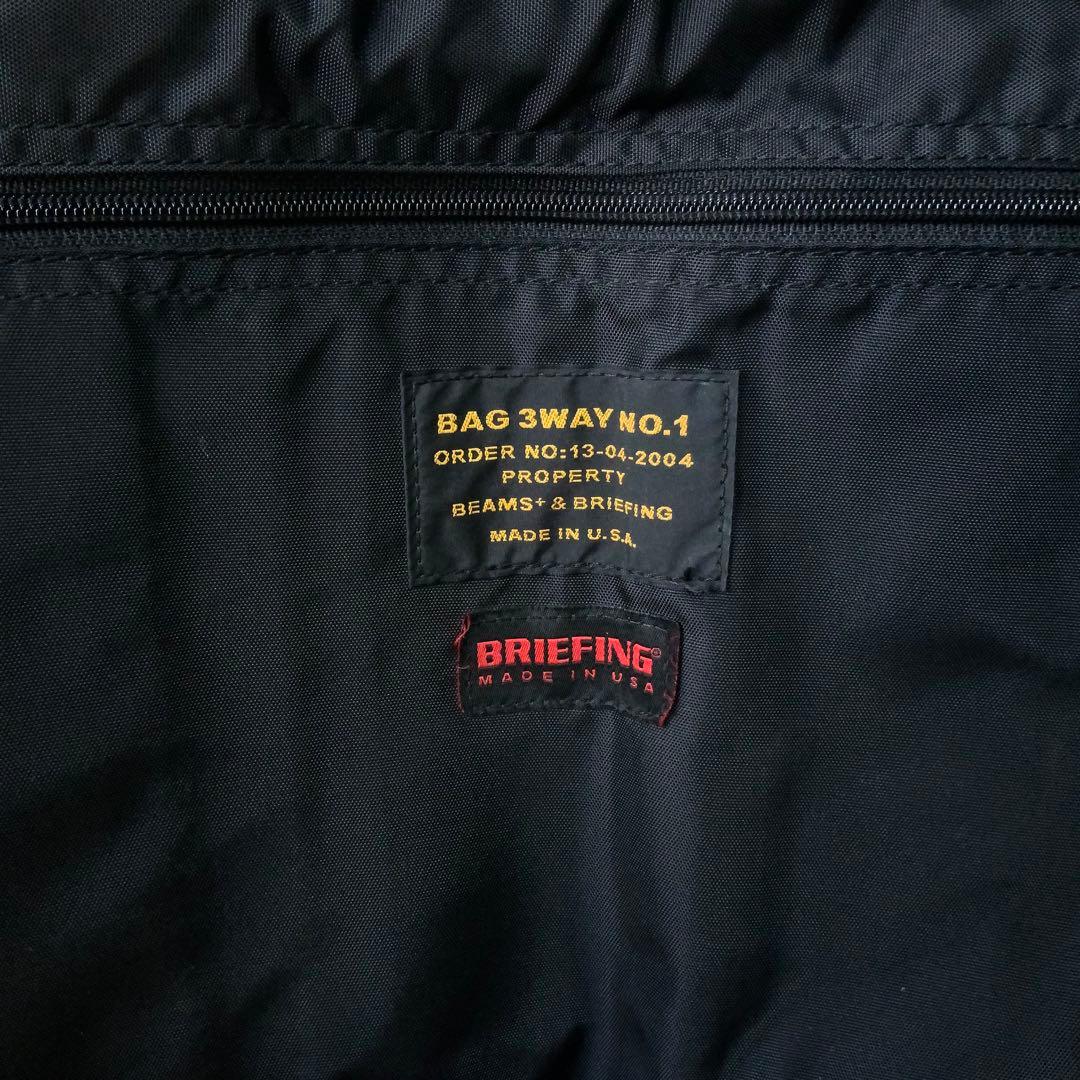 BAG 3WAY NO.1
ORDER NO:13-04-2004
PROPERTY
BEAMS+ & BRIEFING
MADE IN U.S.A.
BRIEFING®
MADE IN USA